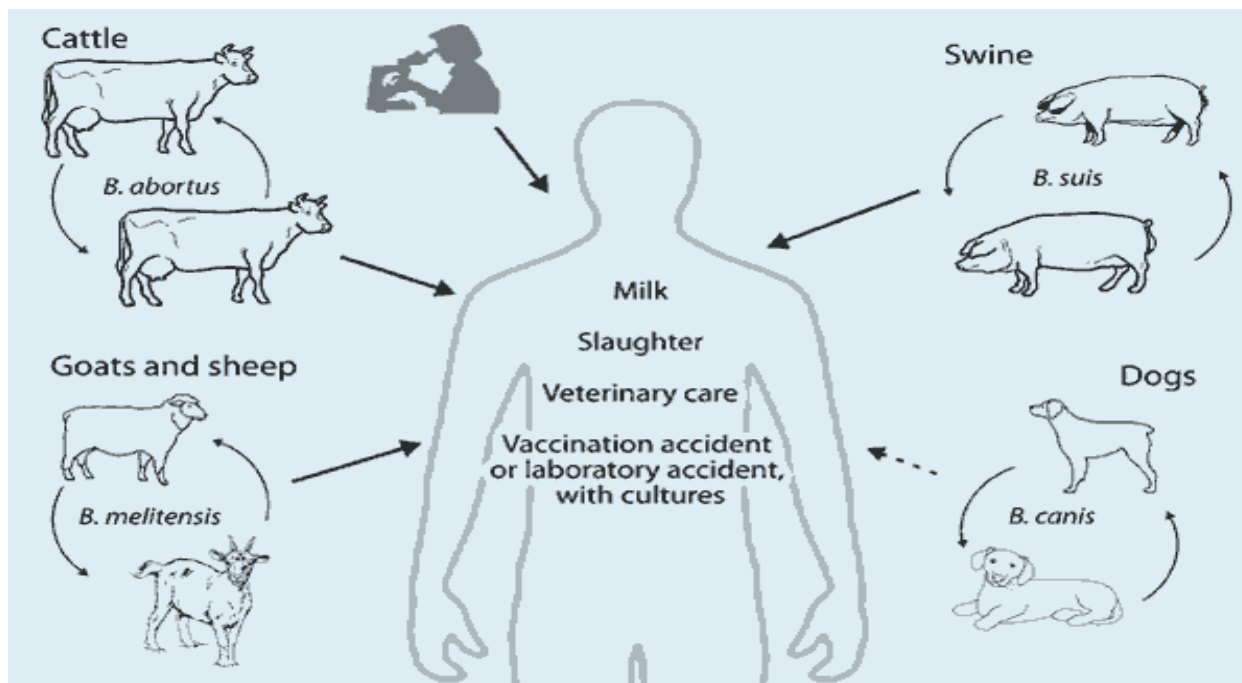 Cattle
B. abortus
Swine
B. suis
Goats and sheep
B. melitensis
Milk
Slaughter
Veterinary care
Vaccination accident
or laboratory accident,
with cultures
Dogs
B. canis